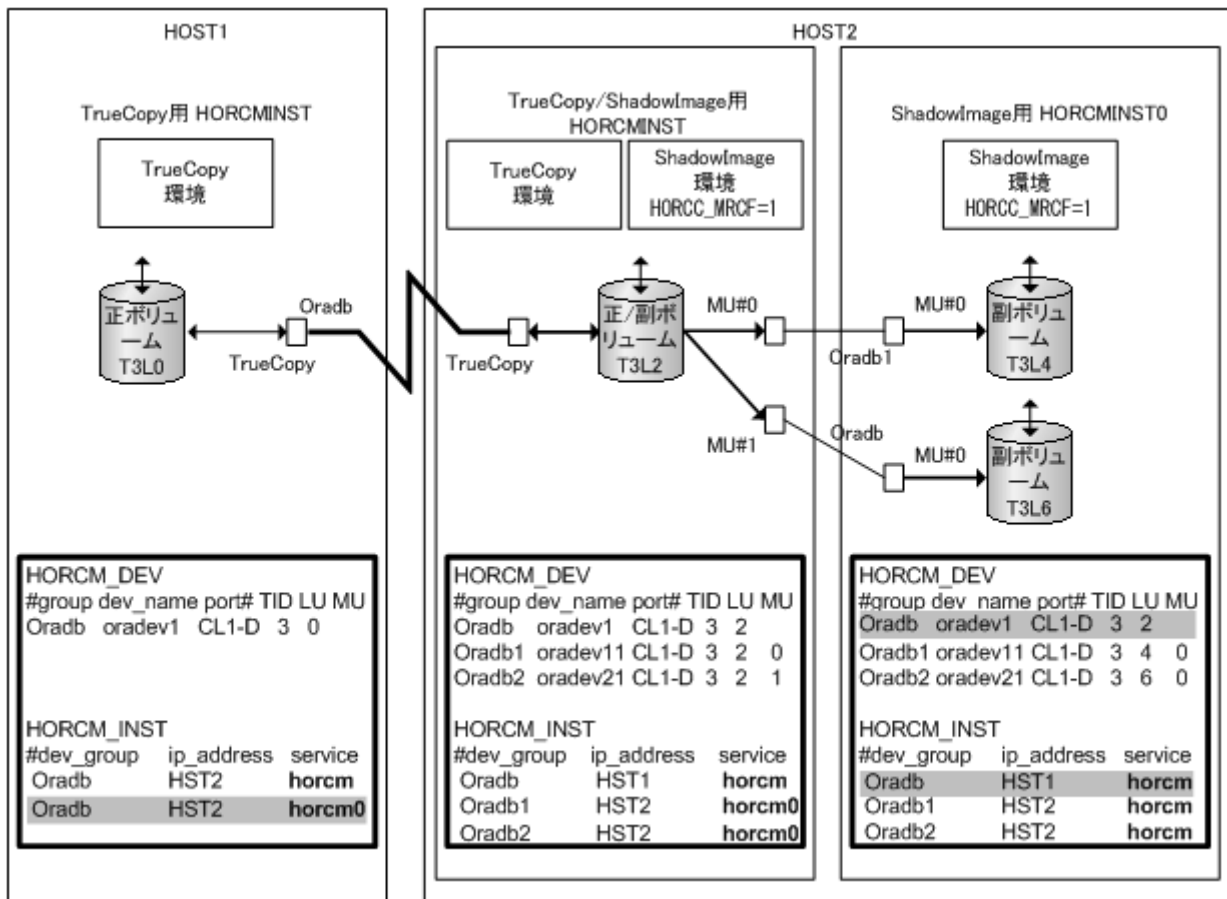 HOST1
TrueCopy用 HORCMINST
TrueCopy
環境
正ボリュ
ーム
T3L0
Oradb
TrueCopy
HORCM_DEV
#group dev_name port# TID LU MU
Oradb oradev1 CL1-D 3 0
HORCM_INST
#dev_group ip_address service
Oradb HST2 horcm
Oradb HST2 horcm0
HOST2
TrueCopy/ShadowImage用
HORCMINST
TrueCopy
環境
ShadowImage
環境
HORCC_MRCF=1
TrueCopy
正/副ボ
リューム
T3L2
MU#0
MU#1
HORCM_DEV
#group dev_name port# TID LU MU
Oradb oradev1 CL1-D 3 2
Oradb1 oradev11 CL1-D 3 2 0
Oradb2 oradev21 CL1-D 3 2 1
HORCM_INST
#dev_group ip_address service
Oradb HST1 horcm
Oradb1 HST2 horcm0
Oradb2 HST2 horcm0
ShadowImage用 HORCMINST0
ShadowImage
環境
HORCC_MRCF=1
Oradb1
MU#0
副ボリュ
ーム
T3L4
Oradb
MU#0
副ボリュ
ーム
T3L6
HORCM_DEV
#group dev_name port# TID LU MU
Oradb oradev1 CL1-D 3 2
Oradb1 oradev11 CL1-D 3 4 0
Oradb2 oradev21 CL1-D 3 6 0
HORCM_INST
#dev_group ip_address service
Oradb HST1 horcm
Oradb1 HST2 horcm
Oradb2 HST2 horcm